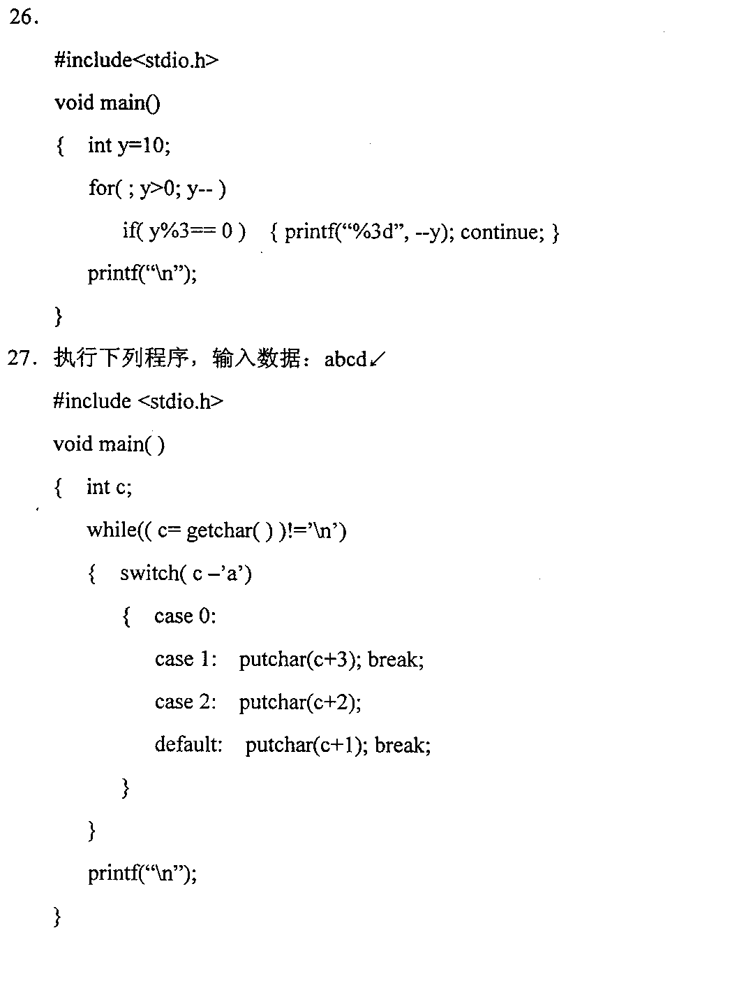 26.
#include<stdio.h>
void main()
{ int y=10;
for( ; y>0; y-- )
if( y%3== 0 ) { printf(“%3d”, --y); continue; }
printf(“\n”);
}
27. 执行下列程序，输入数据：abcd↙
#include <stdio.h>
void main( )
{ int c;
while(( c= getchar( ) )!=’\n’)
{ switch( c –’a’)
{ case 0:
case 1: putchar(c+3); break;
case 2: putchar(c+2);
default: putchar(c+1); break;
}
}
printf(“\n”);
}